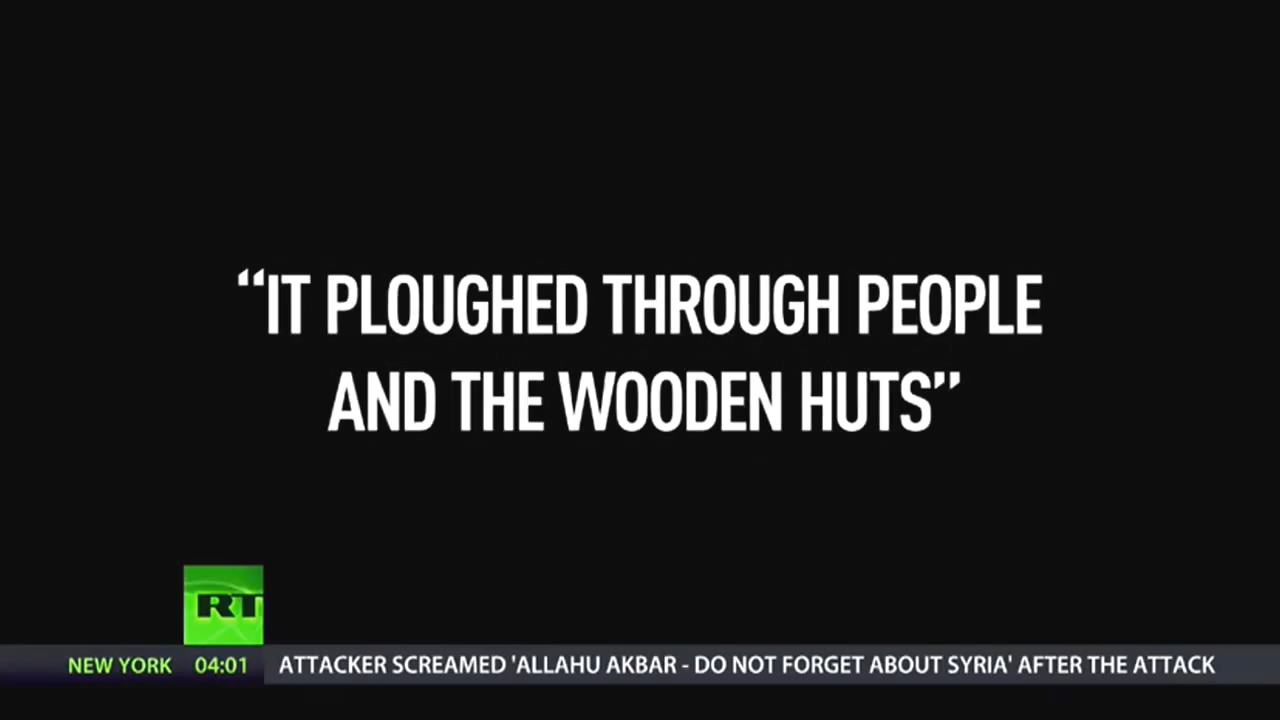 “IT PLOUGHED THROUGH PEOPLE
AND THE WOODEN HUTS”
RT
NEW YORK 04:01 ATTACKER SCREAMED 'ALLAHU AKBAR - DO NOT FORGET ABOUT SYRIA' AFTER THE ATTACK